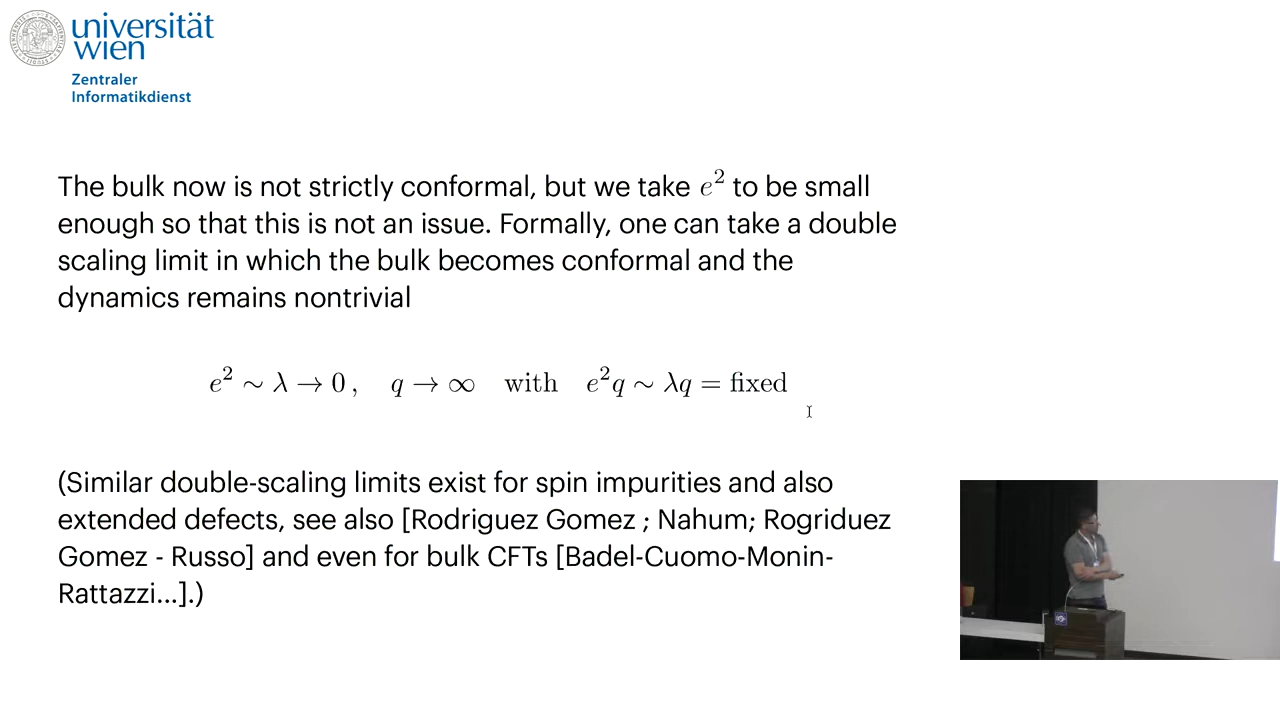 universität
wien
Zentraler
Informatikdienst
The bulk now is not strictly conformal, but we take e² to be small
enough so that this is not an issue. Formally, one can take a double
scaling limit in which the bulk becomes conformal and the
dynamics remains nontrivial
e² ∼ λ → 0 , q → ∞ with e²q ∼ λq = fixed
(Similar double-scaling limits exist for spin impurities and also
extended defects, see also [Rodriguez Gomez ; Nahum; Rogriduez
Gomez - Russo] and even for bulk CFTs [Badel-Cuomo-Monin-
Rattazzi...].)